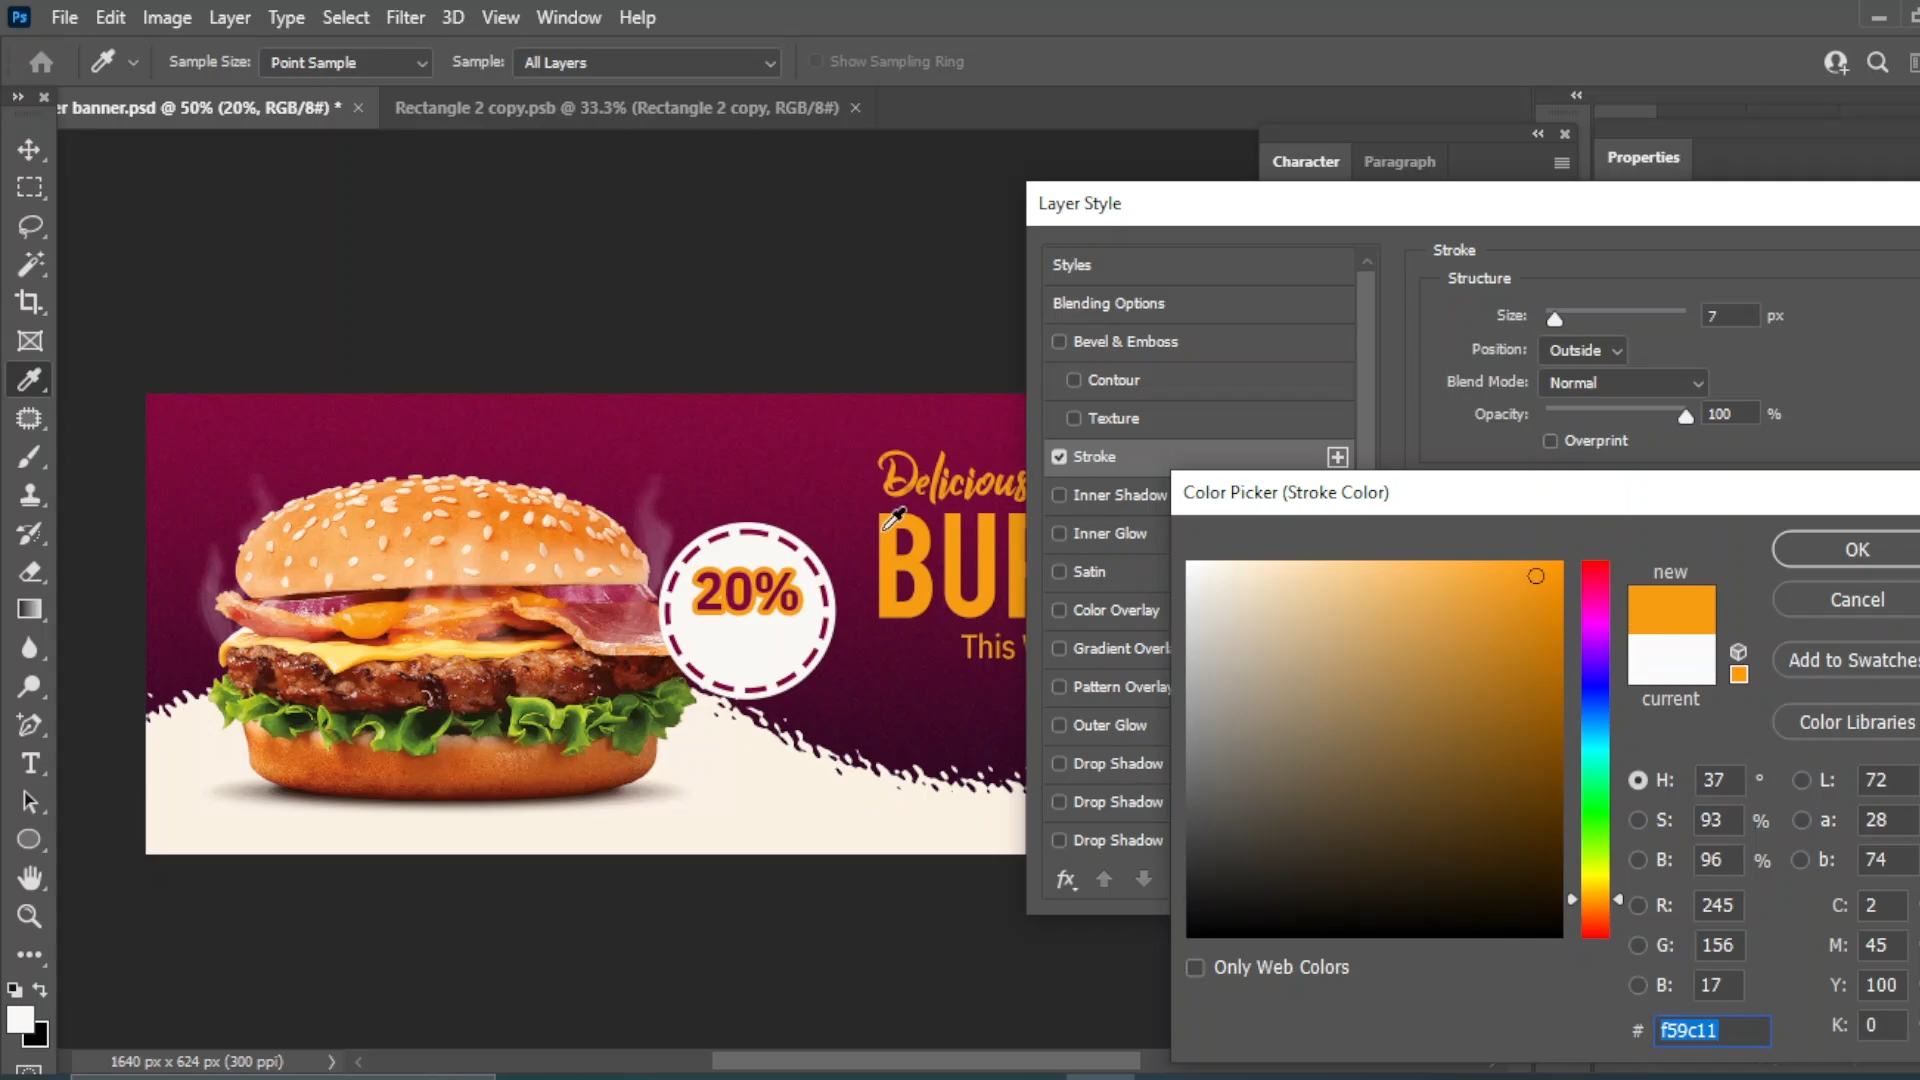 Ps File Edit Image Layer Type Select Filter 3D View Window Help
Sample Size: Point Sample Sample: All Layers Show Sampling Ring
er banner.psd @ 50% (20%, RGB/8#) * × Rectangle 2 copy.psb @ 33.3% (Rectangle 2 copy, RGB/8#) ×
Character Paragraph
Properties
Layer Style
Styles
Blending Options
Bevel & Emboss
Contour
Texture
Stroke
Inner Shadow
Inner Glow
Satin
Color Overlay
Gradient Overl
Pattern Overlay
Outer Glow
Drop Shadow
Drop Shadow
Drop Shadow
fx
Stroke
Structure
Size: 7 px
Position: Outside
Blend Mode: Normal
Opacity: 100 %
Overprint
Color Picker (Stroke Color)
new
current
OK
Cancel
Add to Swatches
Color Libraries
H: 37 ° L: 72
S: 93 % a: 28
B: 96 % b: 74
R: 245 C: 2
G: 156 M: 45
B: 17 Y: 100
# f59c11 K: 0
Only Web Colors
Delicious
BU
This
20%
1640 px x 624 px (300 ppi)